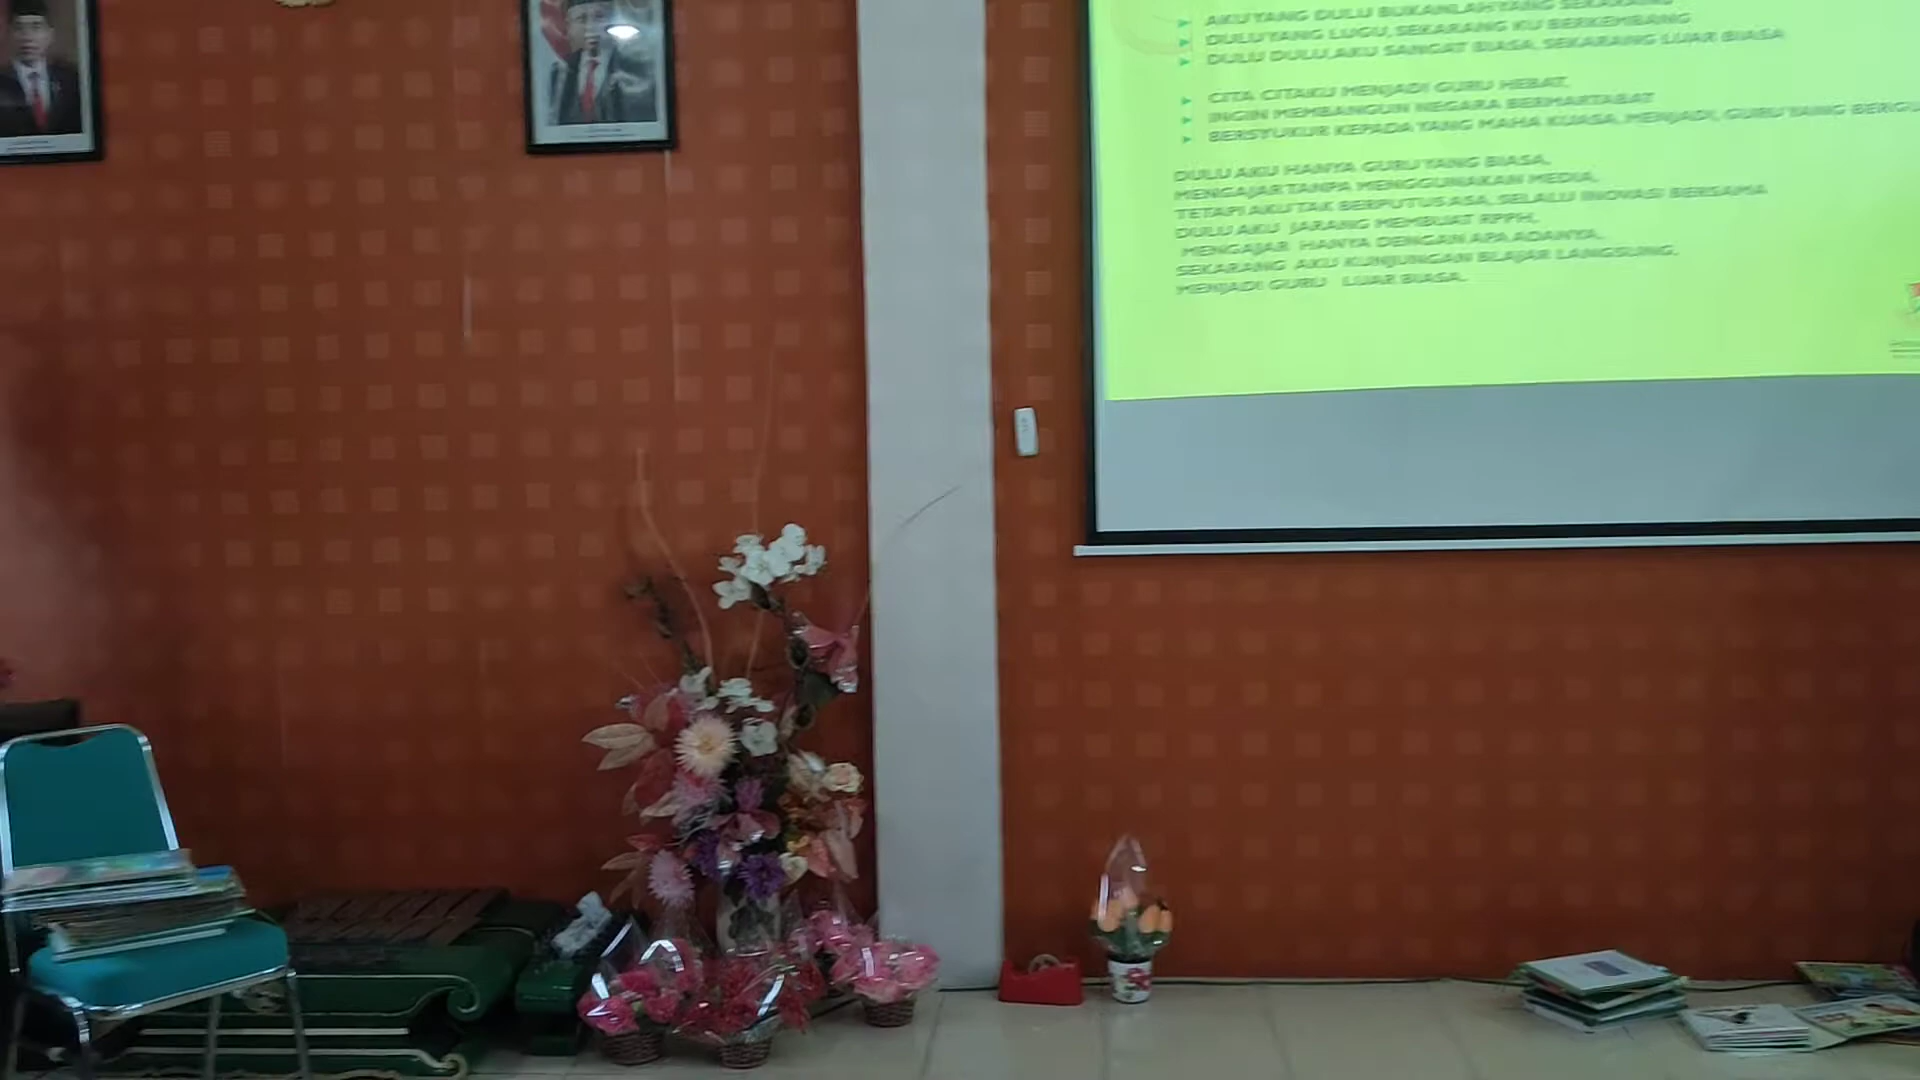 AKU YANG DULU BUKANLAH YANG SEKARANG
DULU YANG LUGU, SEKARANG KU BERKEMBANG
DULU DULU,AKU SANGAT BIASA, SEKARANG LUAR BIASA
CITA CITAKU MENJADI GURU HEBAT,
INGIN MEMBANGUN NEGARA BERMARTABAT
BERSYUKUR KEPADA YANG MAHA KUASA, MENJADI, GURU YANG
DULU AKU HANYA GURU YANG BIASA,
MENGAJAR TANPA MENGGUNAKAN MEDIA,
TETAPI AKU TAK BERPUTUS ASA, SELALU INOVASI BERSAMA
DULU AKU JARANG MEMBUAT RPPH,
MENGAJAR HANYA DENGAN APA ADANYA,
SEKARANG AKU KUNJUNGAN BLAJAR LANGSUNG,
MENJADI GURU LUAR BIASA.